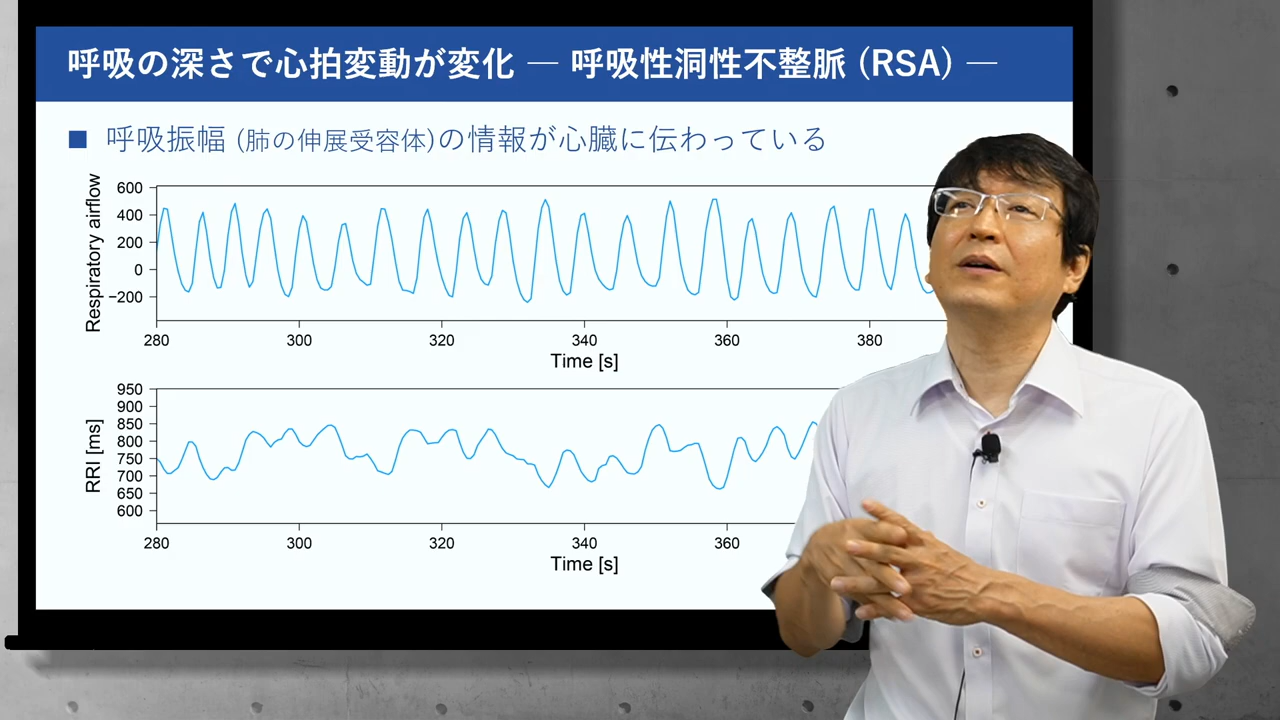 呼吸の深さで心拍変動が変化 ― 呼吸性洞性不整脈 (RSA) ―
■ 呼吸振幅 (肺の伸展受容体)の情報が心臓に伝わっている
Respiratory airflow
600
400
200
0
−200
280 300 320 340 360 380
Time [s]
RRI [ms]
950
900
850
800
750
700
650
600
280 300 320 340 360
Time [s]